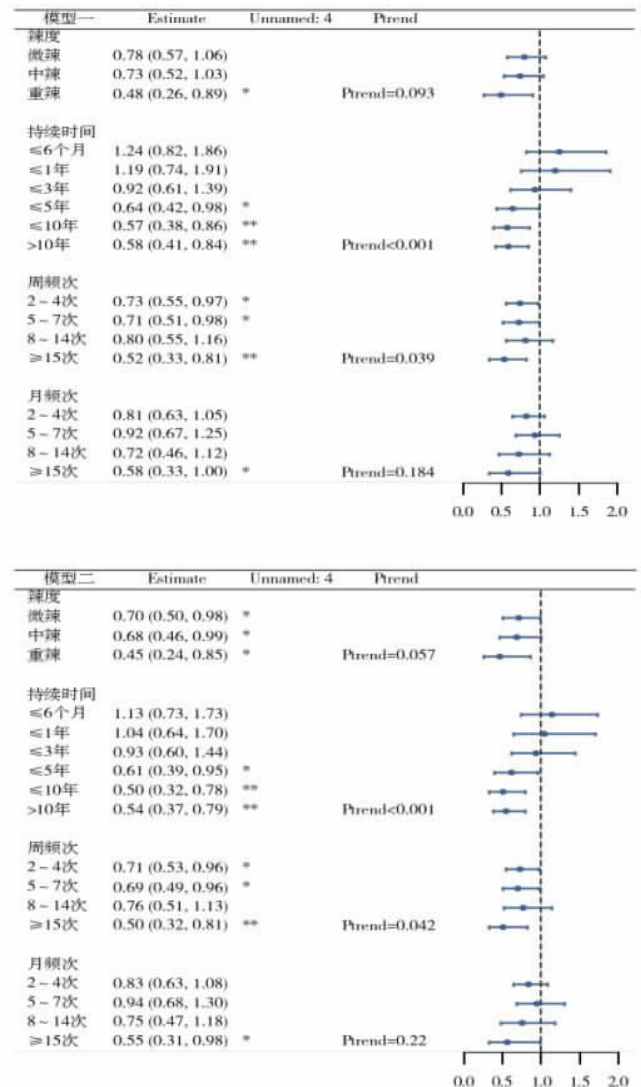 模型一 Estimate Unnamed: 4 Ptrend
辣度
微辣 0.78 (0.57, 1.06)
中辣 0.73 (0.52, 1.03)
重辣 0.48 (0.26, 0.89) * Ptrend=0.093
持续时间
≤6个月 1.24 (0.82, 1.86)
≤1年 1.19 (0.74, 1.91)
≤3年 0.92 (0.61, 1.39)
≤5年 0.64 (0.42, 0.98) *
≤10年 0.57 (0.38, 0.86) **
>10年 0.58 (0.41, 0.84) ** Ptrend<0.001
周频次
2~4次 0.73 (0.55, 0.97) *
5~7次 0.71 (0.51, 0.98) *
8~14次 0.80 (0.55, 1.16)
≥15次 0.52 (0.33, 0.81) ** Ptrend=0.039
月频次
2~4次 0.81 (0.63, 1.05)
5~7次 0.92 (0.67, 1.25)
8~14次 0.72 (0.46, 1.12)
≥15次 0.58 (0.33, 1.00) * Ptrend=0.184
0.0 0.5 1.0 1.5 2.0
模型二 Estimate Unnamed: 4 Ptrend
辣度
微辣 0.70 (0.50, 0.98) *
中辣 0.68 (0.46, 0.99) *
重辣 0.45 (0.24, 0.85) * Ptrend=0.057
持续时间
≤6个月 1.13 (0.73, 1.73)
≤1年 1.04 (0.64, 1.70)
≤3年 0.93 (0.60, 1.44)
≤5年 0.61 (0.39, 0.95) *
≤10年 0.50 (0.32, 0.78) **
>10年 0.54 (0.37, 0.79) ** Ptrend<0.001
周频次
2~4次 0.71 (0.53, 0.96) *
5~7次 0.69 (0.49, 0.96) *
8~14次 0.76 (0.51, 1.13)
≥15次 0.50 (0.32, 0.81) ** Ptrend=0.042
月频次
2~4次 0.83 (0.63, 1.08)
5~7次 0.94 (0.68, 1.30)
8~14次 0.75 (0.47, 1.18)
≥15次 0.55 (0.31, 0.98) * Ptrend=0.22
0.0 0.5 1.0 1.5 2.0